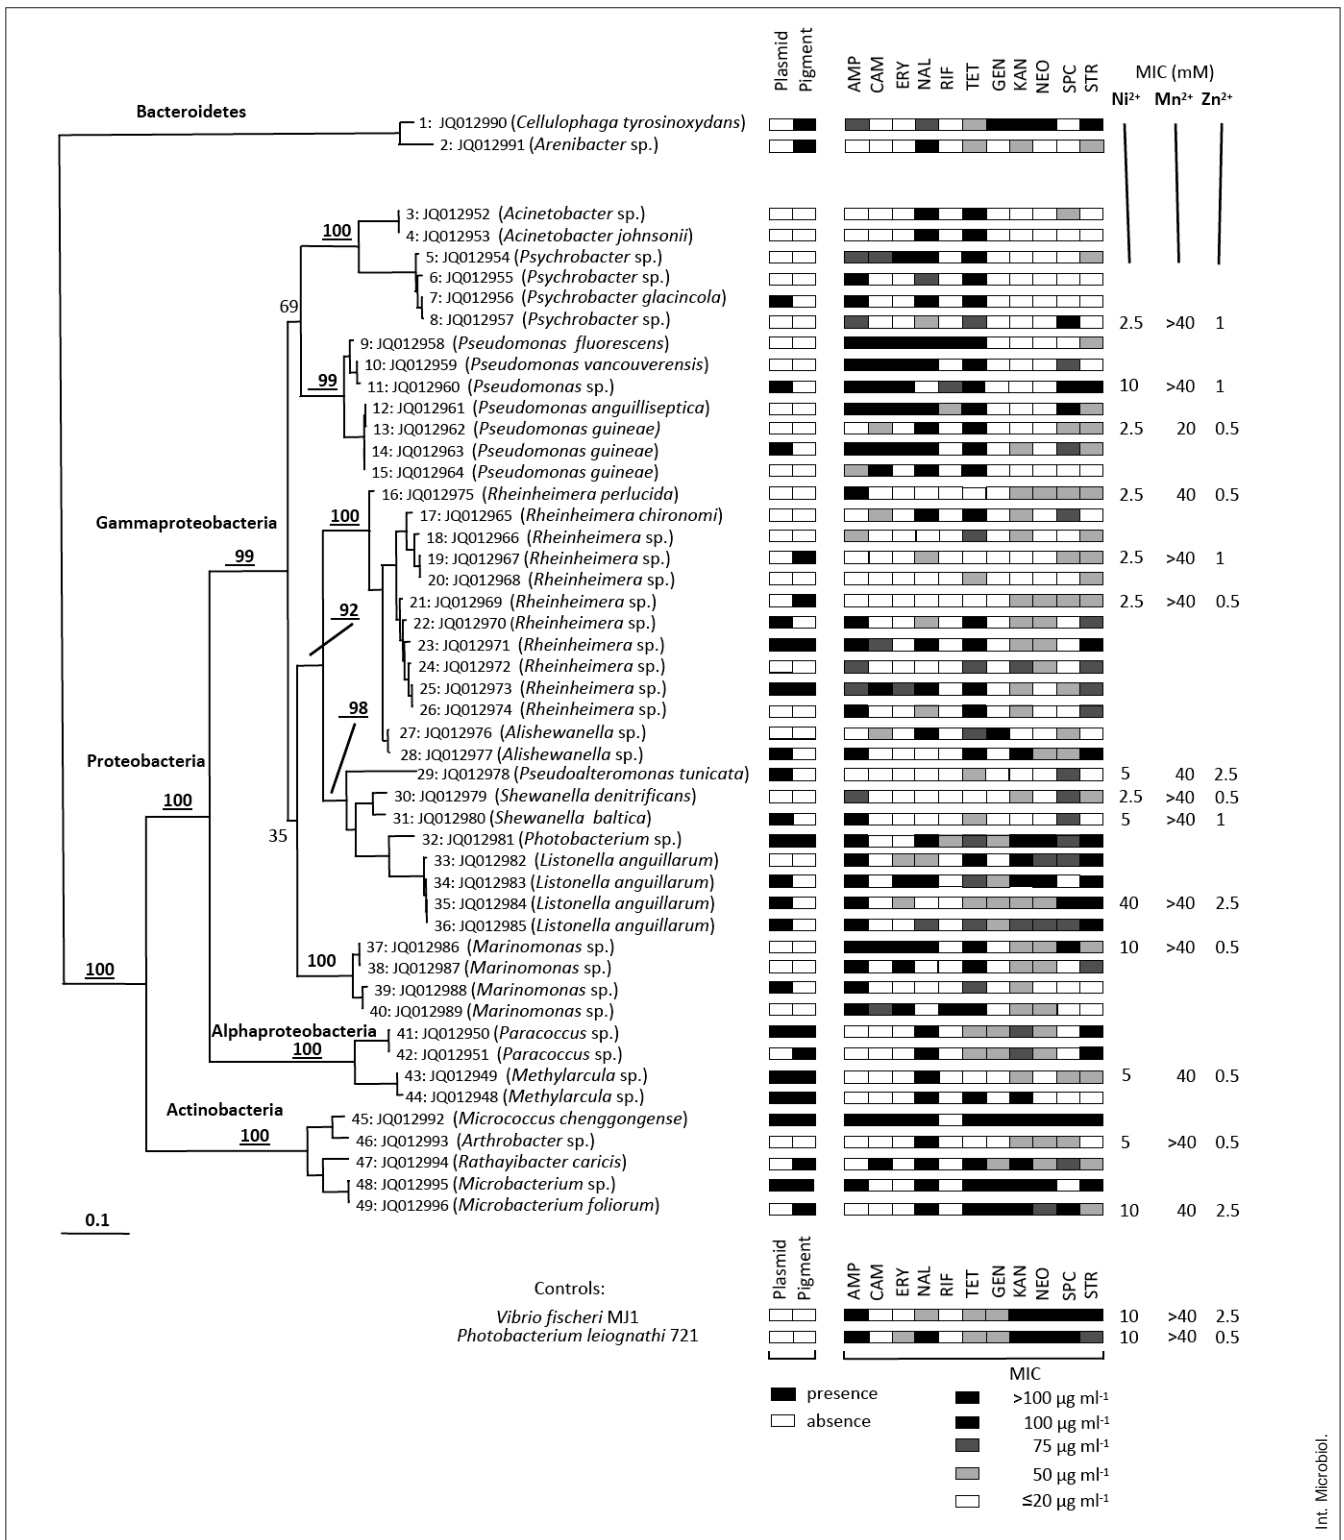 Plasmid Pigment AMP CAM ERY NAL RIF TET GEN KAN NEO SPC STR
MIC (mM)
Ni²⁺ Mn²⁺ Zn²⁺
Bacteroidetes
1: JQ012990 (Cellulophaga tyrosinoxydans)
2: JQ012991 (Arenibacter sp.)
3: JQ012952 (Acinetobacter sp.)
100
4: JQ012953 (Acinetobacter johnsonii)
5: JQ012954 (Psychrobacter sp.)
6: JQ012955 (Psychrobacter sp.)
7: JQ012956 (Psychrobacter glacincola)
69
8: JQ012957 (Psychrobacter sp.) 2.5 >40 1
9: JQ012958 (Pseudomonas fluorescens)
10: JQ012959 (Pseudomonas vancouverensis)
99
11: JQ012960 (Pseudomonas sp.) 10 >40 1
12: JQ012961 (Pseudomonas anguilliseptica)
13: JQ012962 (Pseudomonas guineae) 2.5 20 0.5
14: JQ012963 (Pseudomonas guineae)
15: JQ012964 (Pseudomonas guineae)
16: JQ012975 (Rheinheimera perlucida) 2.5 40 0.5
Gammaproteobacteria
100
17: JQ012965 (Rheinheimera chironomi)
18: JQ012966 (Rheinheimera sp.)
99
19: JQ012967 (Rheinheimera sp.) 2.5 >40 1
20: JQ012968 (Rheinheimera sp.)
21: JQ012969 (Rheinheimera sp.) 2.5 >40 0.5
92
22: JQ012970 (Rheinheimera sp.)
23: JQ012971 (Rheinheimera sp.)
24: JQ012972 (Rheinheimera sp.)
25: JQ012973 (Rheinheimera sp.)
98
26: JQ012974 (Rheinheimera sp.)
27: JQ012976 (Alishewanella sp.)
28: JQ012977 (Alishewanella sp.)
Proteobacteria
29: JQ012978 (Pseudoalteromonas tunicata) 5 40 2.5
100
30: JQ012979 (Shewanella denitrificans) 2.5 >40 0.5
31: JQ012980 (Shewanella baltica) 5 >40 1
35
32: JQ012981 (Photobacterium sp.)
33: JQ012982 (Listonella anguillarum)
34: JQ012983 (Listonella anguillarum)
35: JQ012984 (Listonella anguillarum) 40 >40 2.5
36: JQ012985 (Listonella anguillarum)
37: JQ012986 (Marinomonas sp.) 10 >40 0.5
100
100
38: JQ012987 (Marinomonas sp.)
39: JQ012988 (Marinomonas sp.)
40: JQ012989 (Marinomonas sp.)
Alphaproteobacteria
41: JQ012950 (Paracoccus sp.)
100
42: JQ012951 (Paracoccus sp.)
43: JQ012949 (Methylarcula sp.) 5 40 0.5
44: JQ012948 (Methylarcula sp.)
Actinobacteria
45: JQ012992 (Micrococcus chenggongense)
100
46: JQ012993 (Arthrobacter sp.) 5 >40 0.5
47: JQ012994 (Rathayibacter caricis)
48: JQ012995 (Microbacterium sp.)
49: JQ012996 (Microbacterium foliorum) 10 40 2.5
0.1
Plasmid Pigment AMP CAM ERY NAL RIF TET GEN KAN NEO SPC STR
Controls:
Vibrio fischeri MJ1 10 >40 2.5
Photobacterium leiognathi 721 10 >40 0.5
MIC
presence >100 µg ml⁻¹
absence 100 µg ml⁻¹
75 µg ml⁻¹
50 µg ml⁻¹
≤20 µg ml⁻¹
Int. Microbiol.